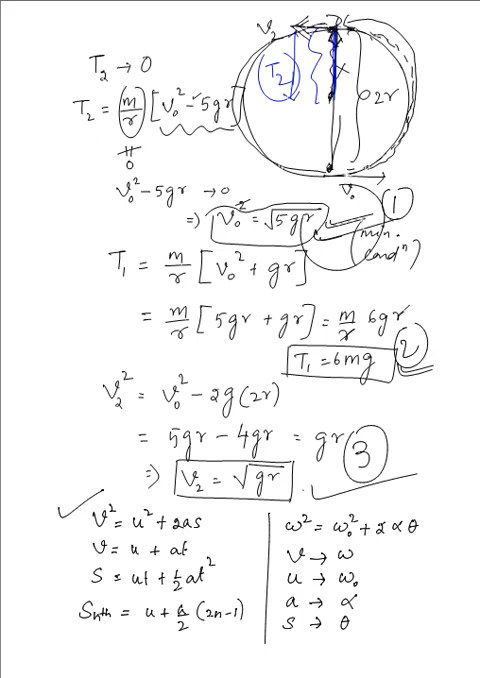 v₂
T₂ → 0
T₂
2r
T₂ = (m/r) [v₀² - 5gr]
≠ 0
v₀
v₀² - 5gr → 0
⇒ v₀² = √5gr
1
min. condⁿ)
T₁ = m/r [v₀² + gr]
= m/r [5gr + gr] = m/r 6gr
T₁ = 6mg
2
v₂² = v₀² - 2g(2r)
= 5gr - 4gr = gr
3
⇒ v₂ = √gr
v² = u² + 2as
v = u + at
s = ut + ½at²
Snth = u + a/2 (2n-1)
ω² = ω₀² + 2αθ
v → ω
u → ω₀
a → α
s → θ